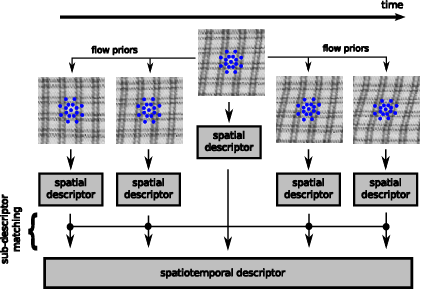 time
flow priors
flow priors
spatial
descriptor
spatial
descriptor
spatial
descriptor
spatial
descriptor
spatial
descriptor
sub-descriptor
matching
spatiotemporal descriptor